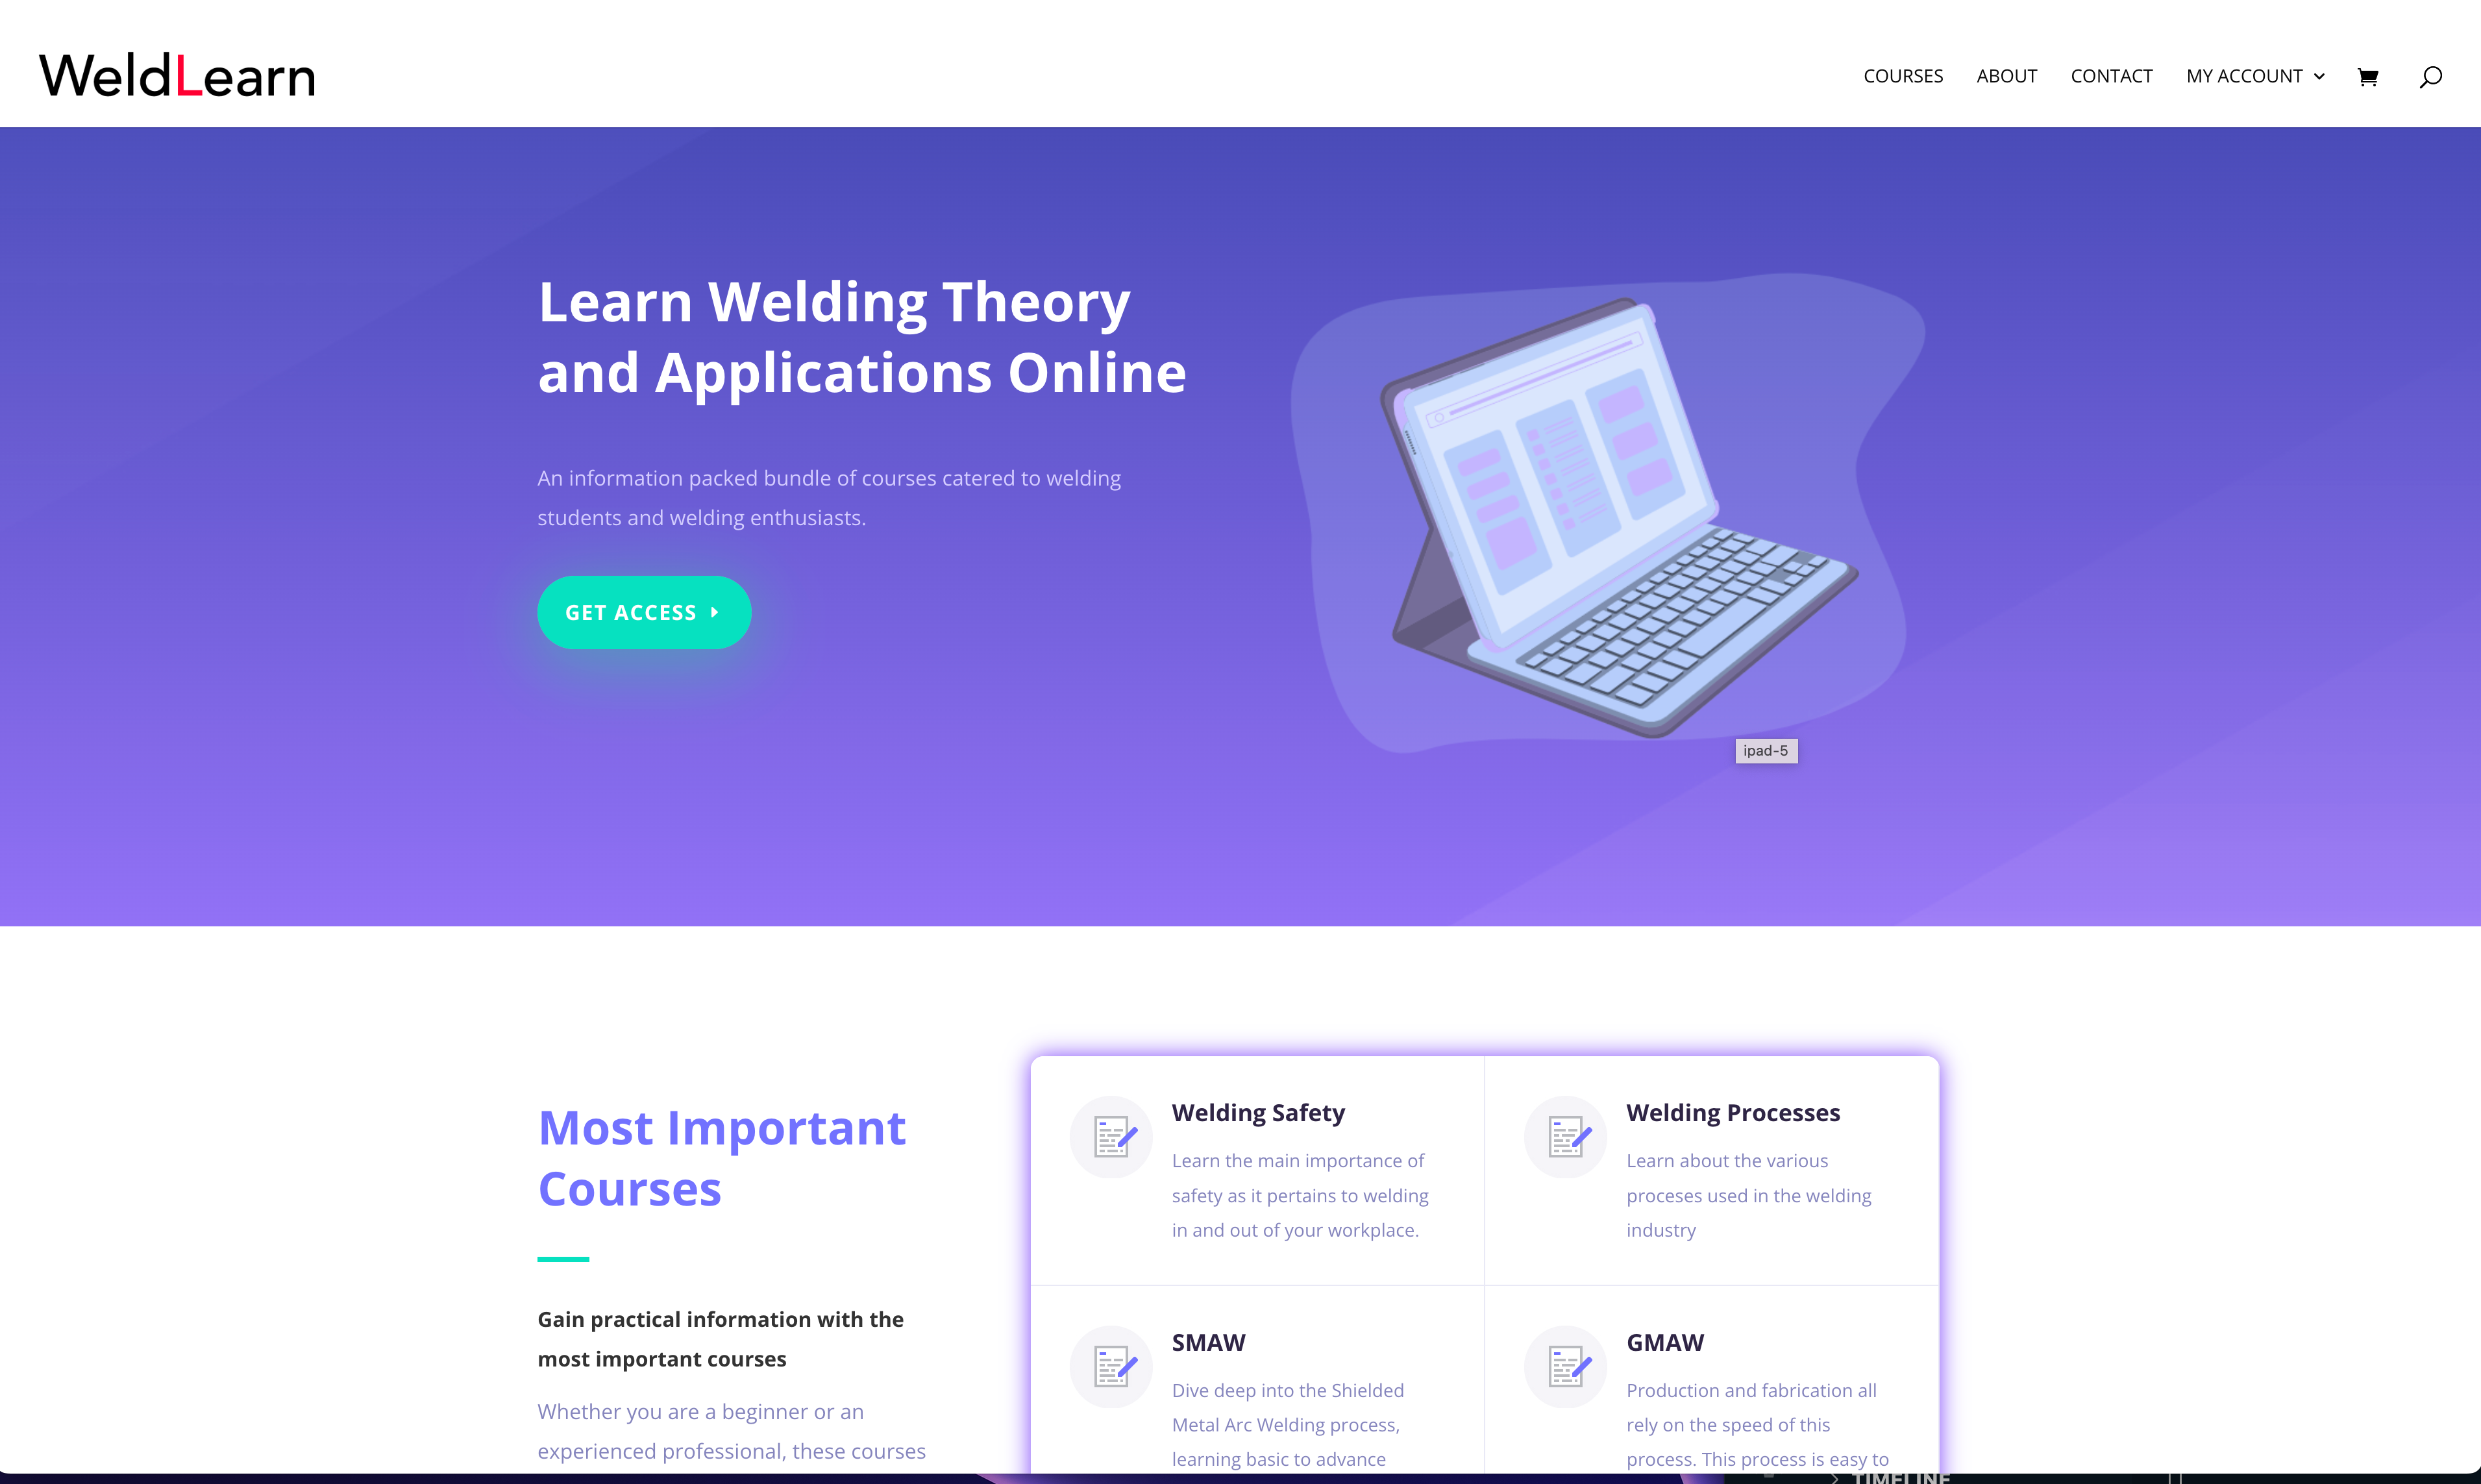 WeldLearn
COURSES ABOUT CONTACT MY ACCOUNT
Learn Welding Theory
and Applications Online
An information packed bundle of courses catered to welding
students and welding enthusiasts.
GET ACCESS
ipad-5
Most Important
Courses
Gain practical information with the
most important courses
Whether you are a beginner or an
experienced professional, these courses
Welding Safety
Learn the main importance of
safety as it pertains to welding
in and out of your workplace.
Welding Processes
Learn about the various
proceses used in the welding
industry
SMAW
Dive deep into the Shielded
Metal Arc Welding process,
learning basic to advance
GMAW
Production and fabrication all
rely on the speed of this
process. This process is easy to
TIMELINE